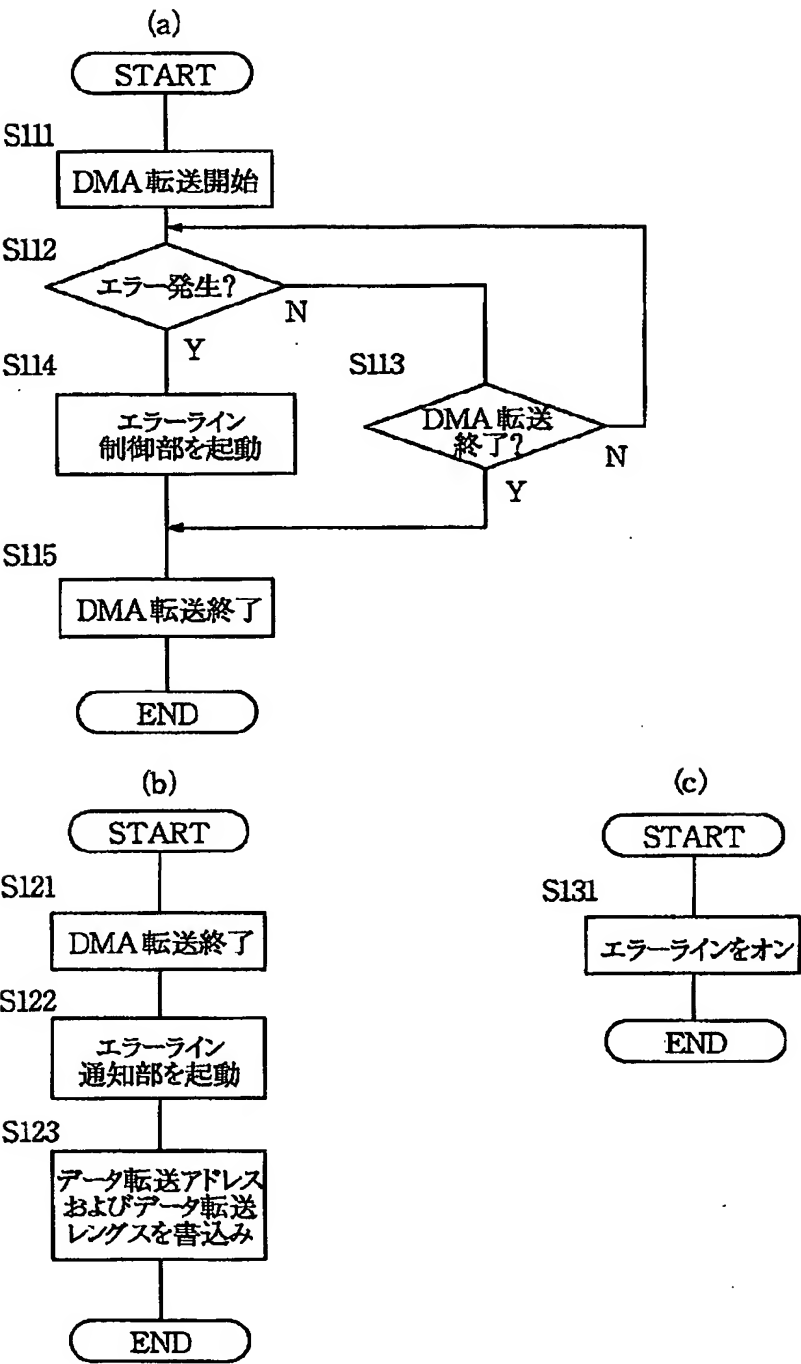 (a)
START
S111
DMA転送開始
S112
エラー発生?
N
Y
S114
S113
エラーライン
制御部を起動
DMA転送
終了?
N
Y
S115
DMA転送終了
END
(b)
START
S121
DMA転送終了
S122
エラーライン
通知部を起動
S123
データ転送アドレス
およびデータ転送
レングスを書込み
END
(c)
START
S131
エラーラインをオン
END